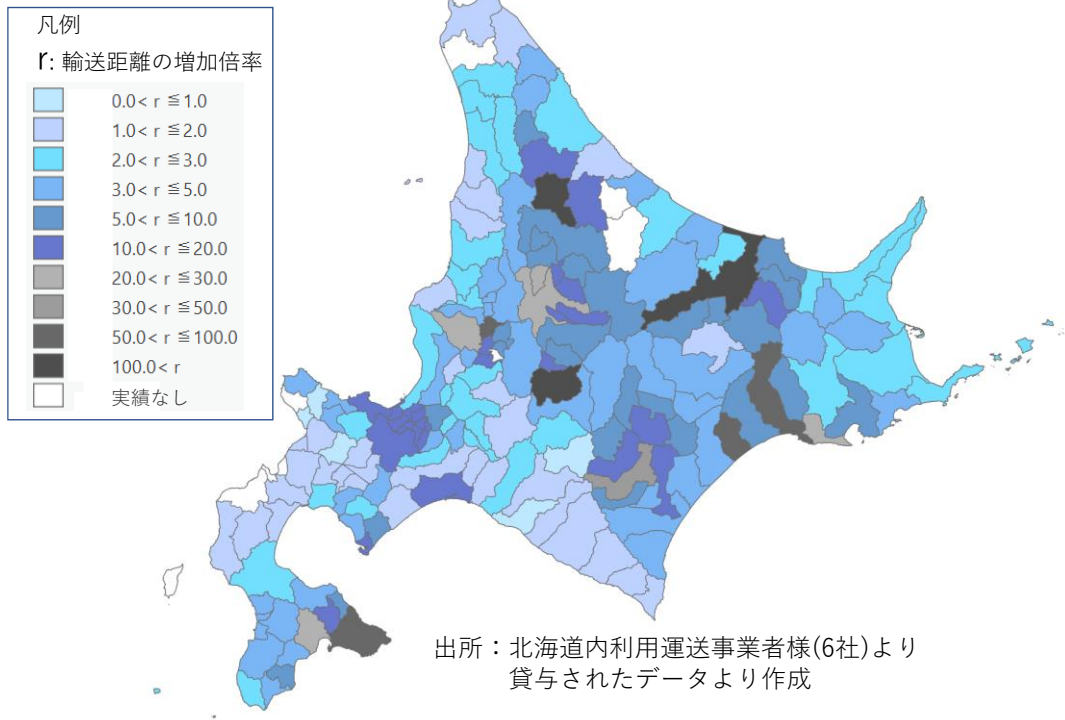 凡例
r: 輸送距離の増加倍率
0.0< r ≦1.0
1.0< r ≦2.0
2.0< r ≦3.0
3.0< r ≦5.0
5.0< r ≦10.0
10.0< r ≦20.0
20.0< r ≦30.0
30.0< r ≦50.0
50.0< r ≦100.0
100.0< r
実績なし
出所：北海道内利用運送事業者様(6社)より
貸与されたデータより作成